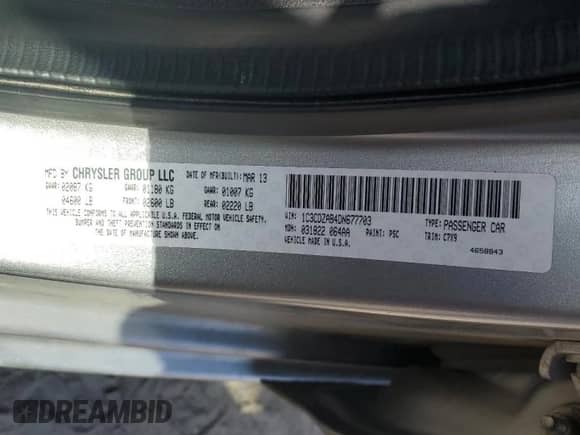 MFD BY CHRYSLER GROUP LLC DATE OF MFR(BUILT): MAR 13
GVWR: 02087 KG GAWR: 01180 KG GAWR: 01007 KG
04600 LB FRONT: 02600 LB REAR: 02220 LB
THIS VEHICLE CONFORMS TO ALL APPLICABLE U.S.A. FEDERAL MOTOR VEHICLE
SAFETY, BUMPER, AND THEFT PREVENTION STANDARDS IN EFFECT ON
THE DATE OF MANUFACTURE SHOWN ABOVE.
VIN: 1C3CDZAB4DN677703 TYPE: PASSENGER CAR
MDH: 031822 064AA PAINT: PSC TRIM: C7X9
VEHICLE MADE IN U.S.A. 4658843
DREAMBID